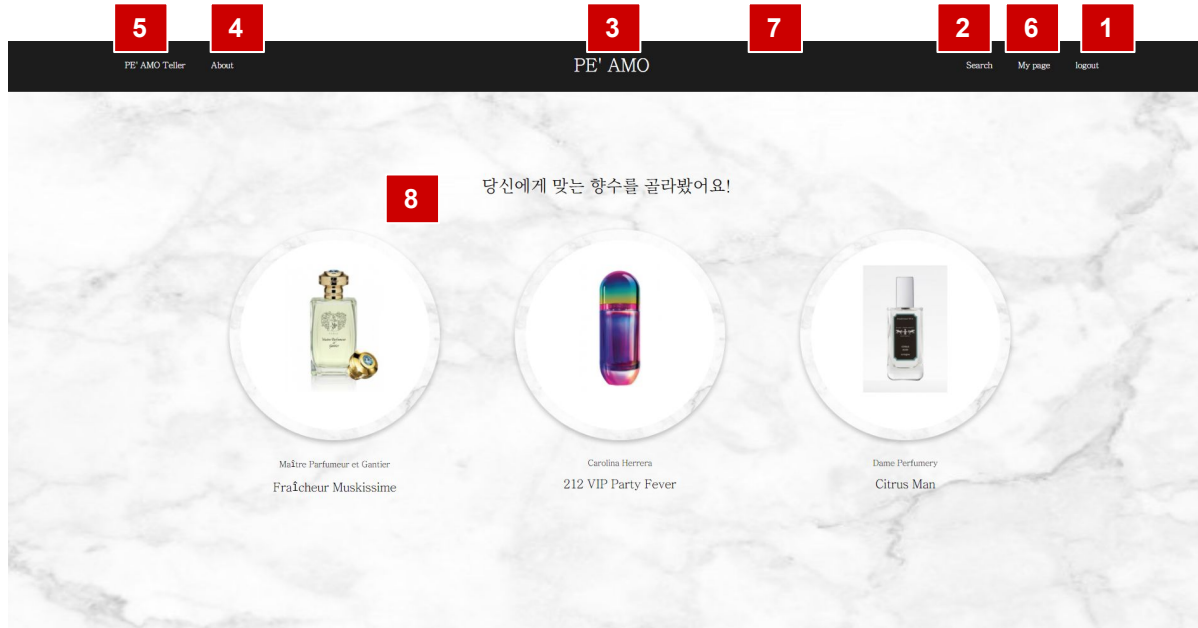 5 4 3 7 2 6 1
PE' AMO Teller About PE' AMO Search My page logout
당신에게 맞는 향수를 골라봤어요!
8
Maître Parfumeur et Gantier Carolina Herrera Dame Perfumery
Fraîcheur Muskissime 212 VIP Party Fever Citrus Man